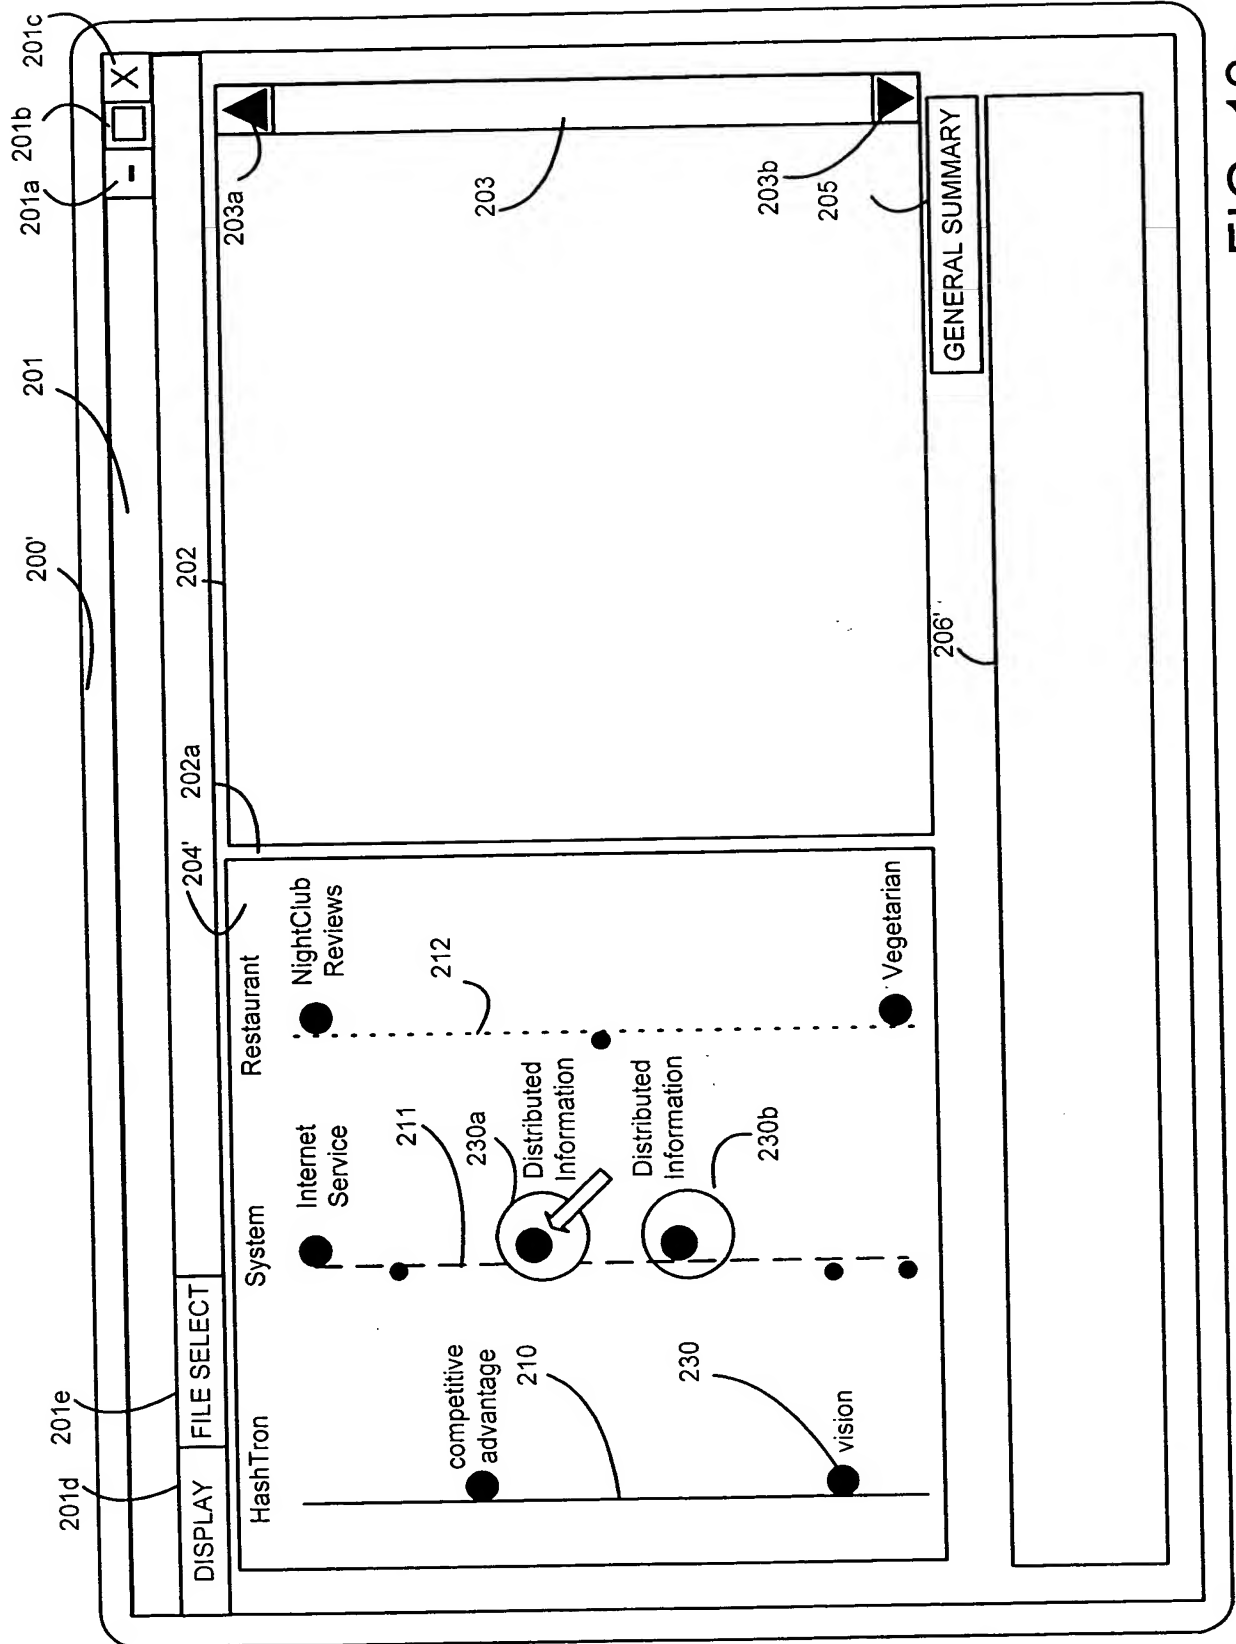 201d
201e
200'
201
201a
201b
201c
DISPLAY
FILE SELECT
204'
202a
202
203a
HashTron
System
Restaurant
competitive
advantage
210
230
vision
Internet
Service
211
230a
Distributed
Information
Distributed
Information
230b
NightClub
Reviews
212
Vegetarian
203
203b
205
GENERAL SUMMARY
206'